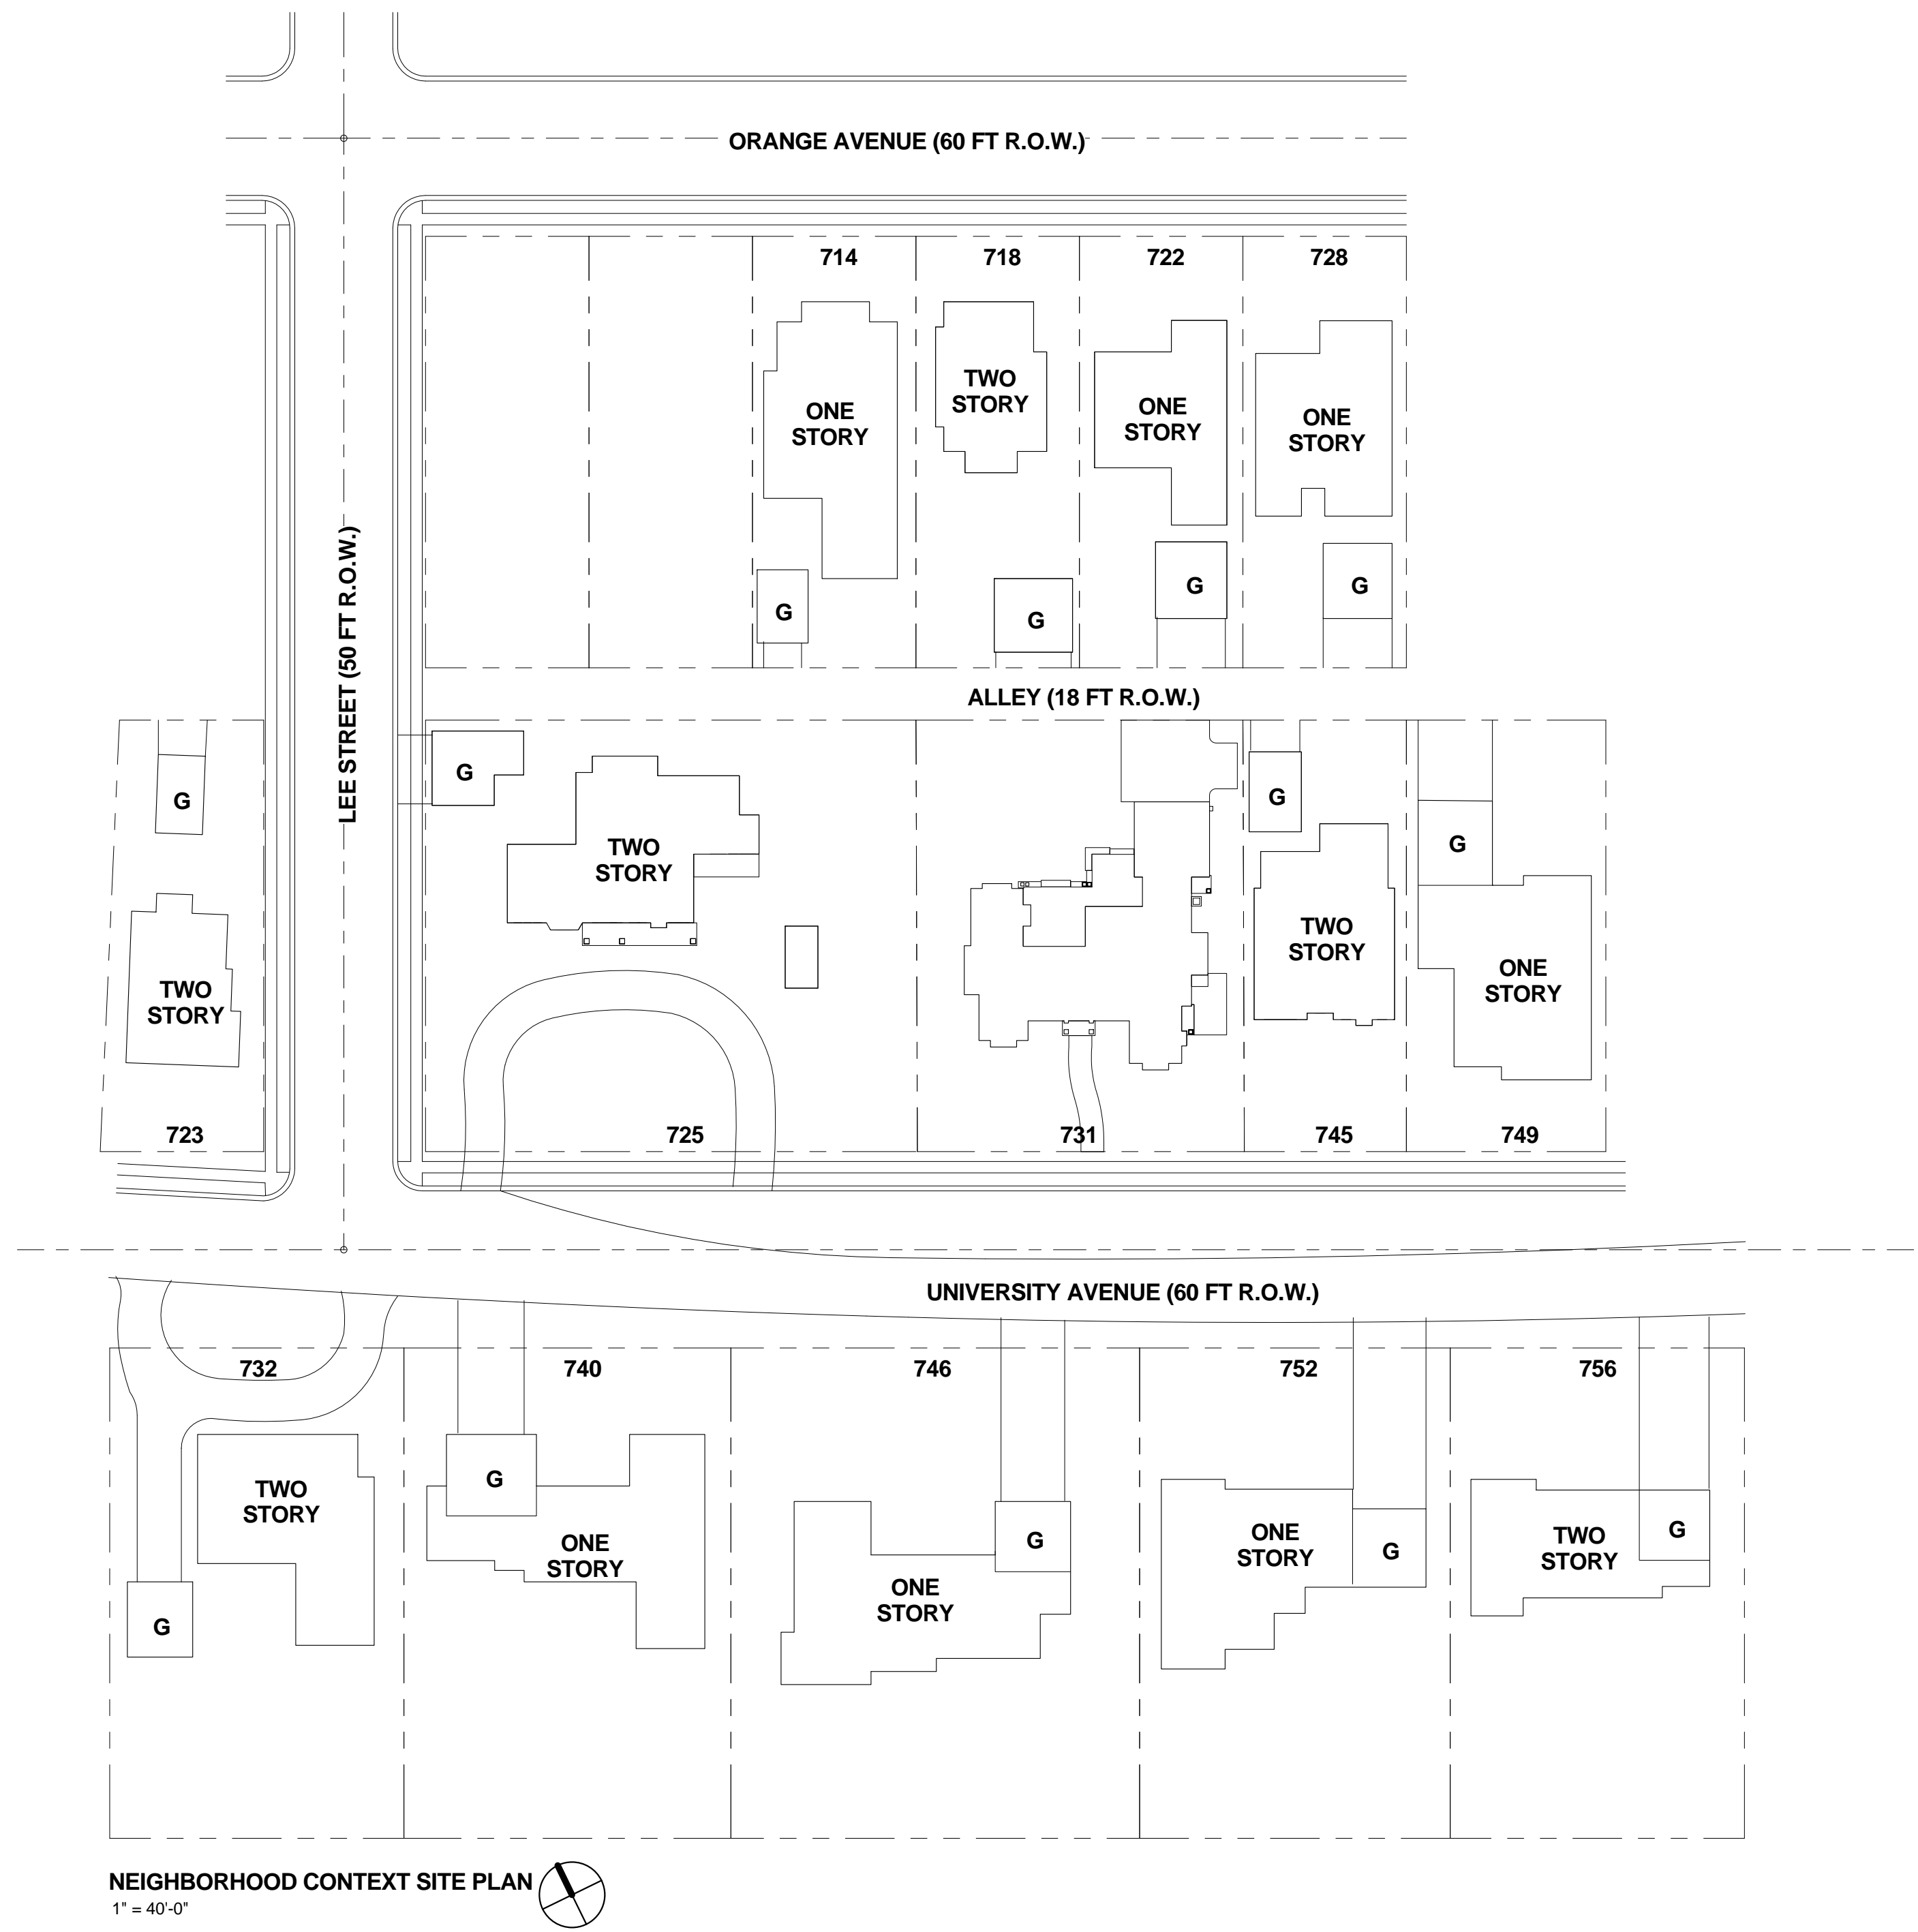 ORANGE AVENUE (60 FT R.O.W.)
714
718
722
728
ONE
STORY
TWO
STORY
ONE
STORY
ONE
STORY
G
G
G
G
LEE STREET (50 FT R.O.W.)
ALLEY (18 FT R.O.W.)
G
TWO
STORY
723
G
TWO
STORY
725
731
G
TWO
STORY
745
G
ONE
STORY
749
UNIVERSITY AVENUE (60 FT R.O.W.)
732
740
746
752
756
TWO
STORY
G
G
ONE
STORY
G
ONE
STORY
ONE
STORY
G
TWO
STORY
G
NEIGHBORHOOD CONTEXT SITE PLAN
1" = 40'-0"